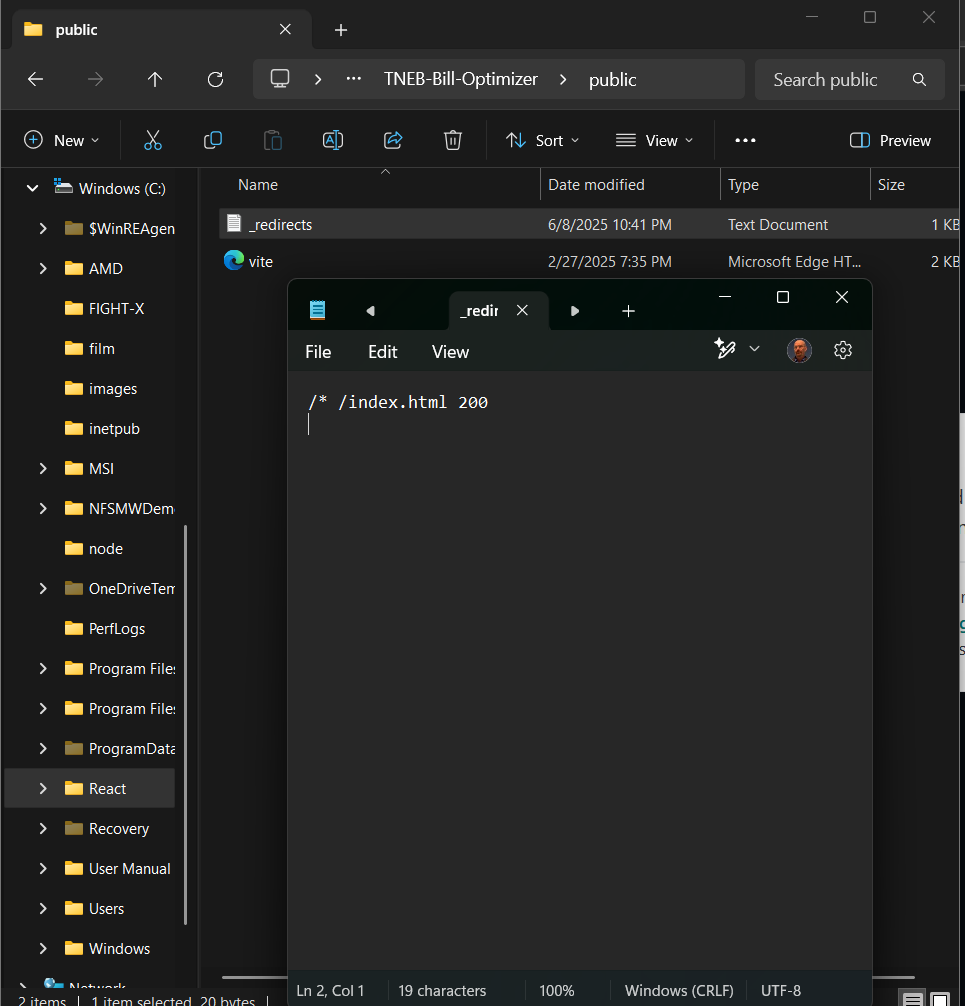 public
TNEB-Bill-Optimizer public Search public
New Sort View Preview
Name Date modified Type Size
Windows (C:)
$WinREAgen
AMD
FIGHT-X
film
images
inetpub
MSI
NFSMWDem
node
OneDriveTem
PerfLogs
Program Files
Program Files
ProgramData
React
Recovery
User Manual
Users
Windows
Network
_redirects 6/8/2025 10:41 PM Text Document 1 KB
vite 2/27/2025 7:35 PM Microsoft Edge HT... 2 KB
_redir
File Edit View
/* /index.html 200
Ln 2, Col 1 19 characters 100% Windows (CRLF) UTF-8
2 items 1 item selected 20 bytes